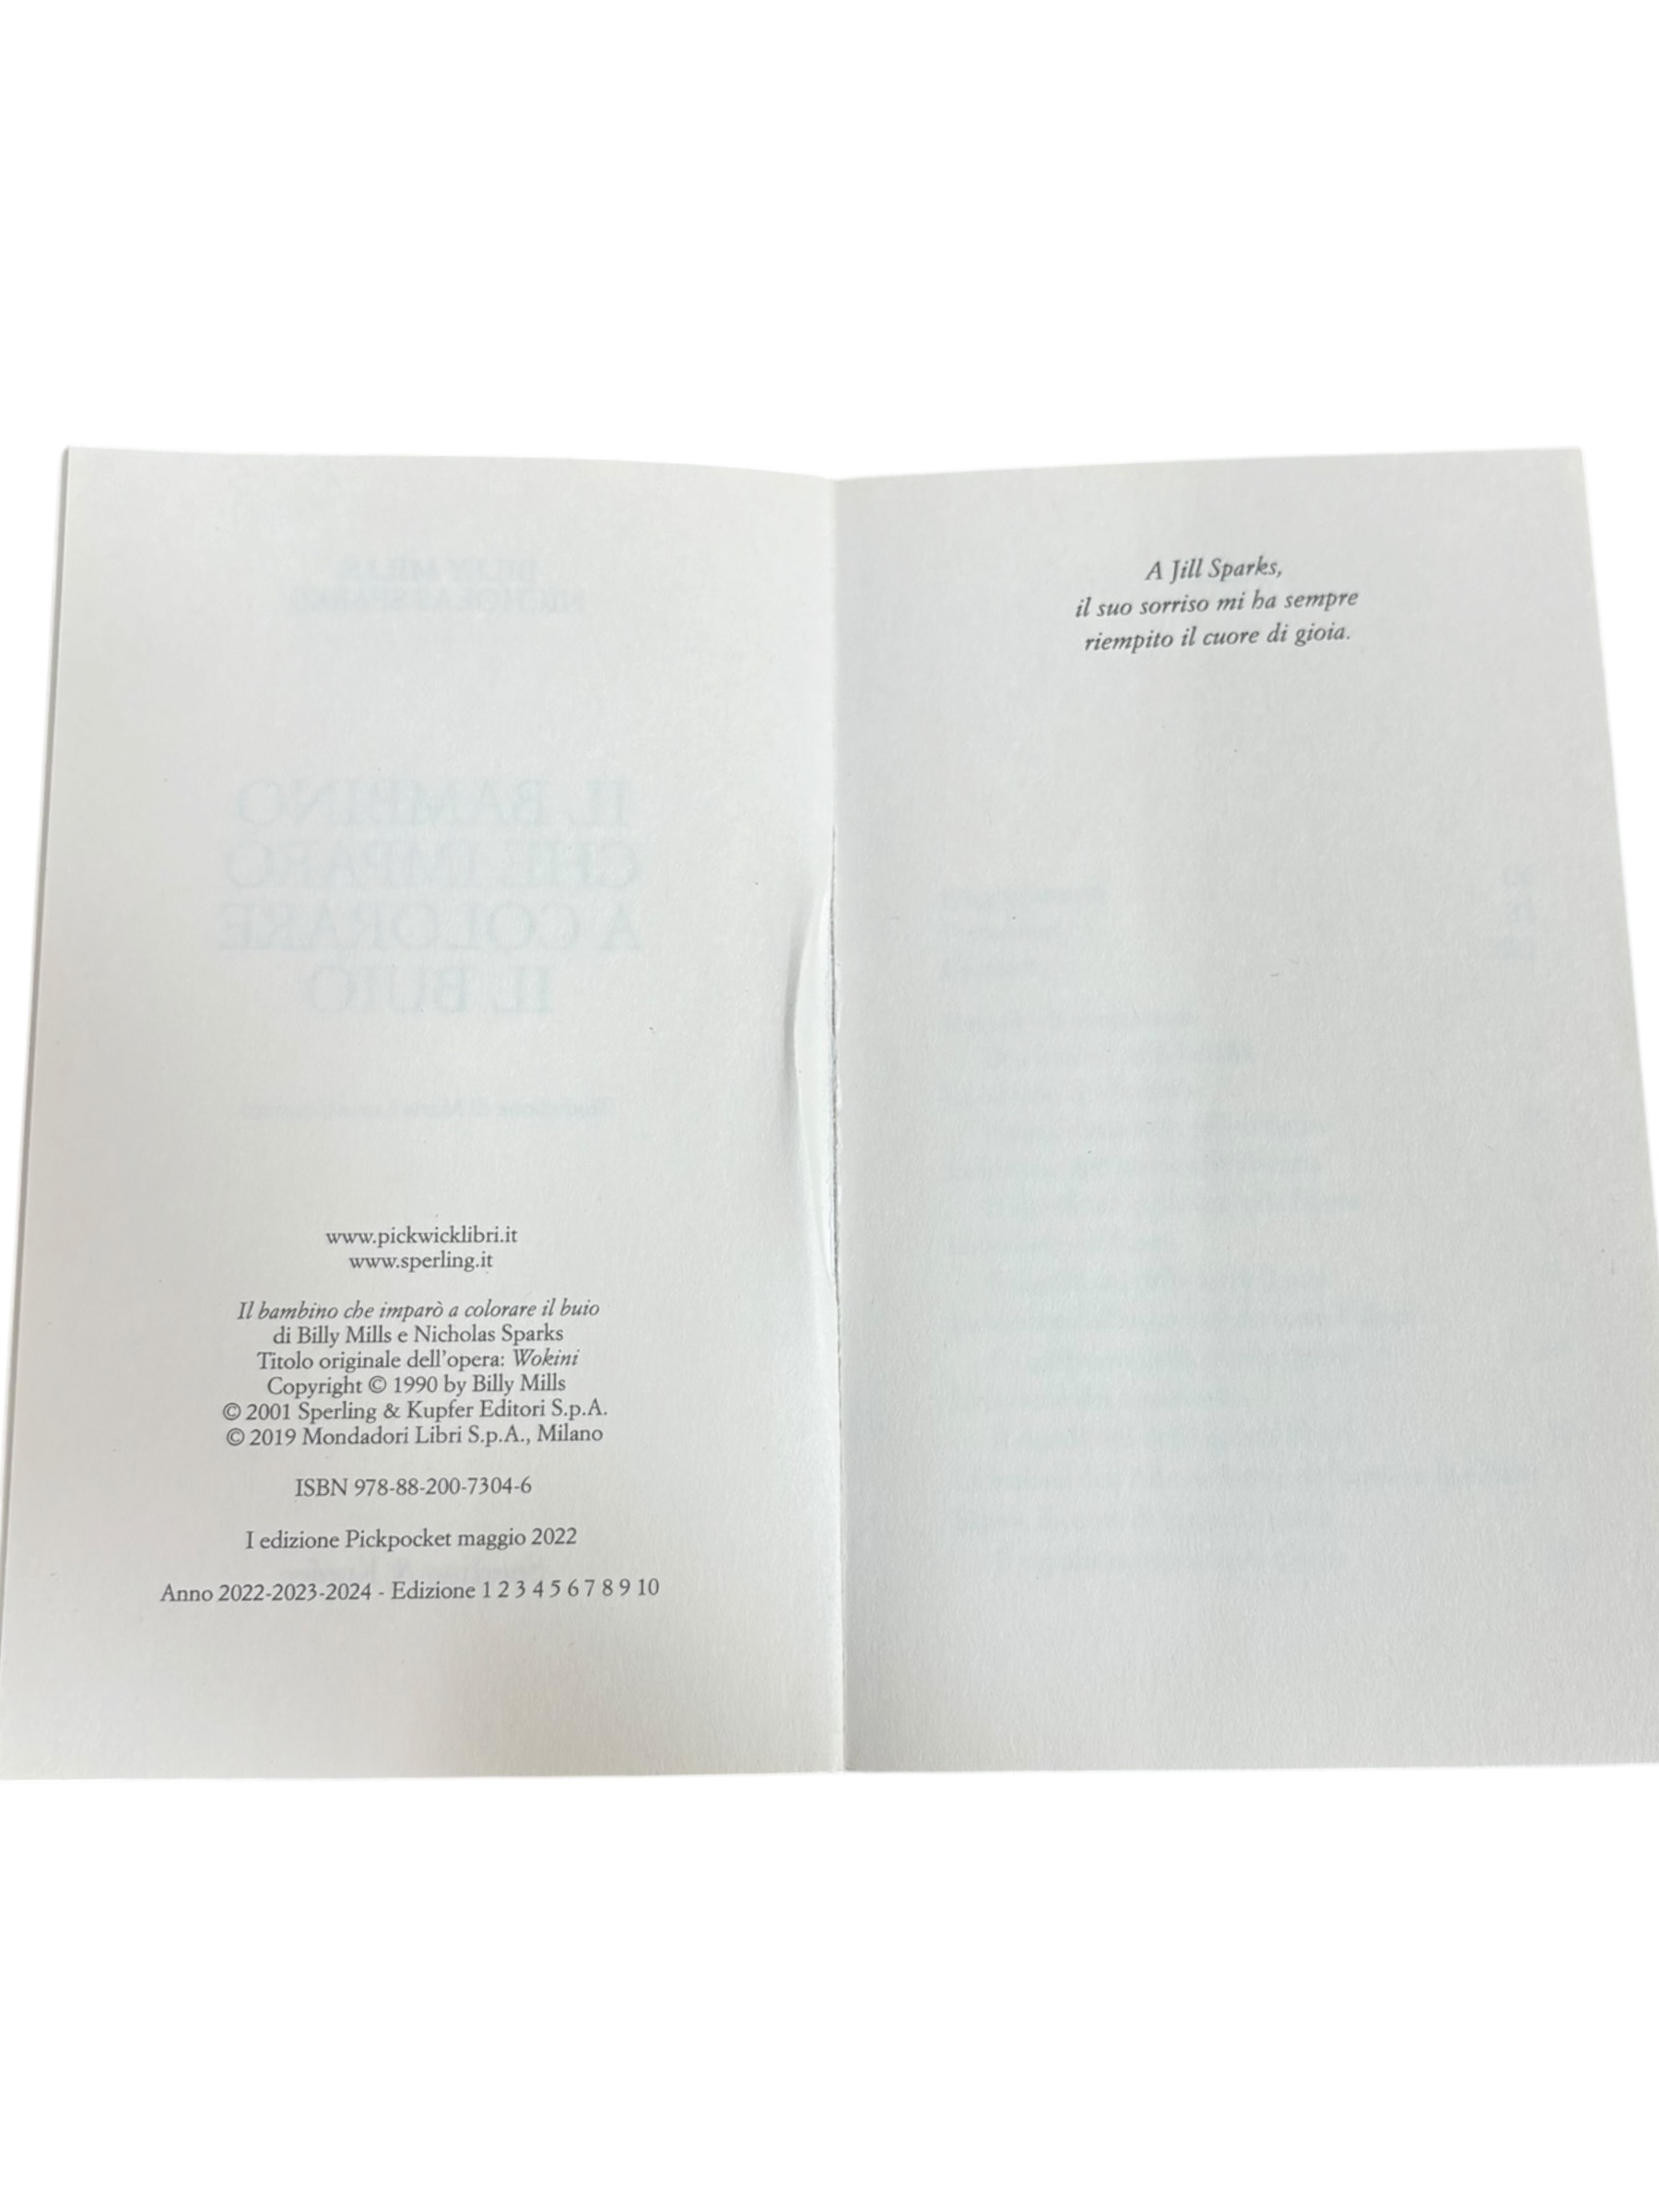 www.pickwicklibri.it
www.sperling.it
Il bambino che imparò a colorare il buio
di Billy Mills e Nicholas Sparks
Titolo originale dell'opera: Wokini
Copyright © 1990 by Billy Mills
© 2001 Sperling & Kupfer Editori S.p.A.
© 2019 Mondadori Libri S.p.A., Milano
ISBN 978-88-200-7304-6
I edizione Pickpocket maggio 2022
Anno 2022-2023-2024 - Edizione 1 2 3 4 5 6 7 8 9 10
A Jill Sparks,
il suo sorriso mi ha sempre
riempito il cuore di gioia.